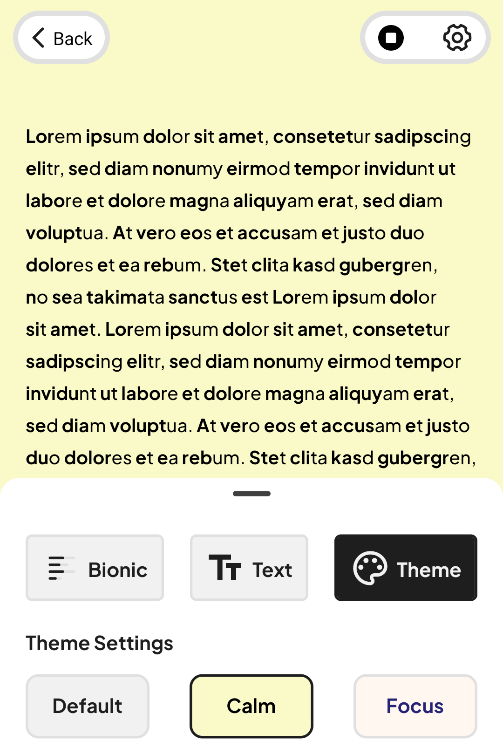 Back
Lorem ipsum dolor sit amet, consetetur sadipscing
elitr, sed diam nonumy eirmod tempor invidunt ut
labore et dolore magna aliquyam erat, sed diam
voluptua. At vero eos et accusam et justo duo
dolores et ea rebum. Stet clita kasd gubergren,
no sea takimata sanctus est Lorem ipsum dolor
sit amet. Lorem ipsum dolor sit amet, consetetur
sadipscing elitr, sed diam nonumy eirmod tempor
invidunt ut labore et dolore magna aliquyam erat,
sed diam voluptua. At vero eos et accusam et justo
duo dolores et ea rebum. Stet clita kasd gubergren,
Bionic Text Theme
Theme Settings
Default Calm Focus